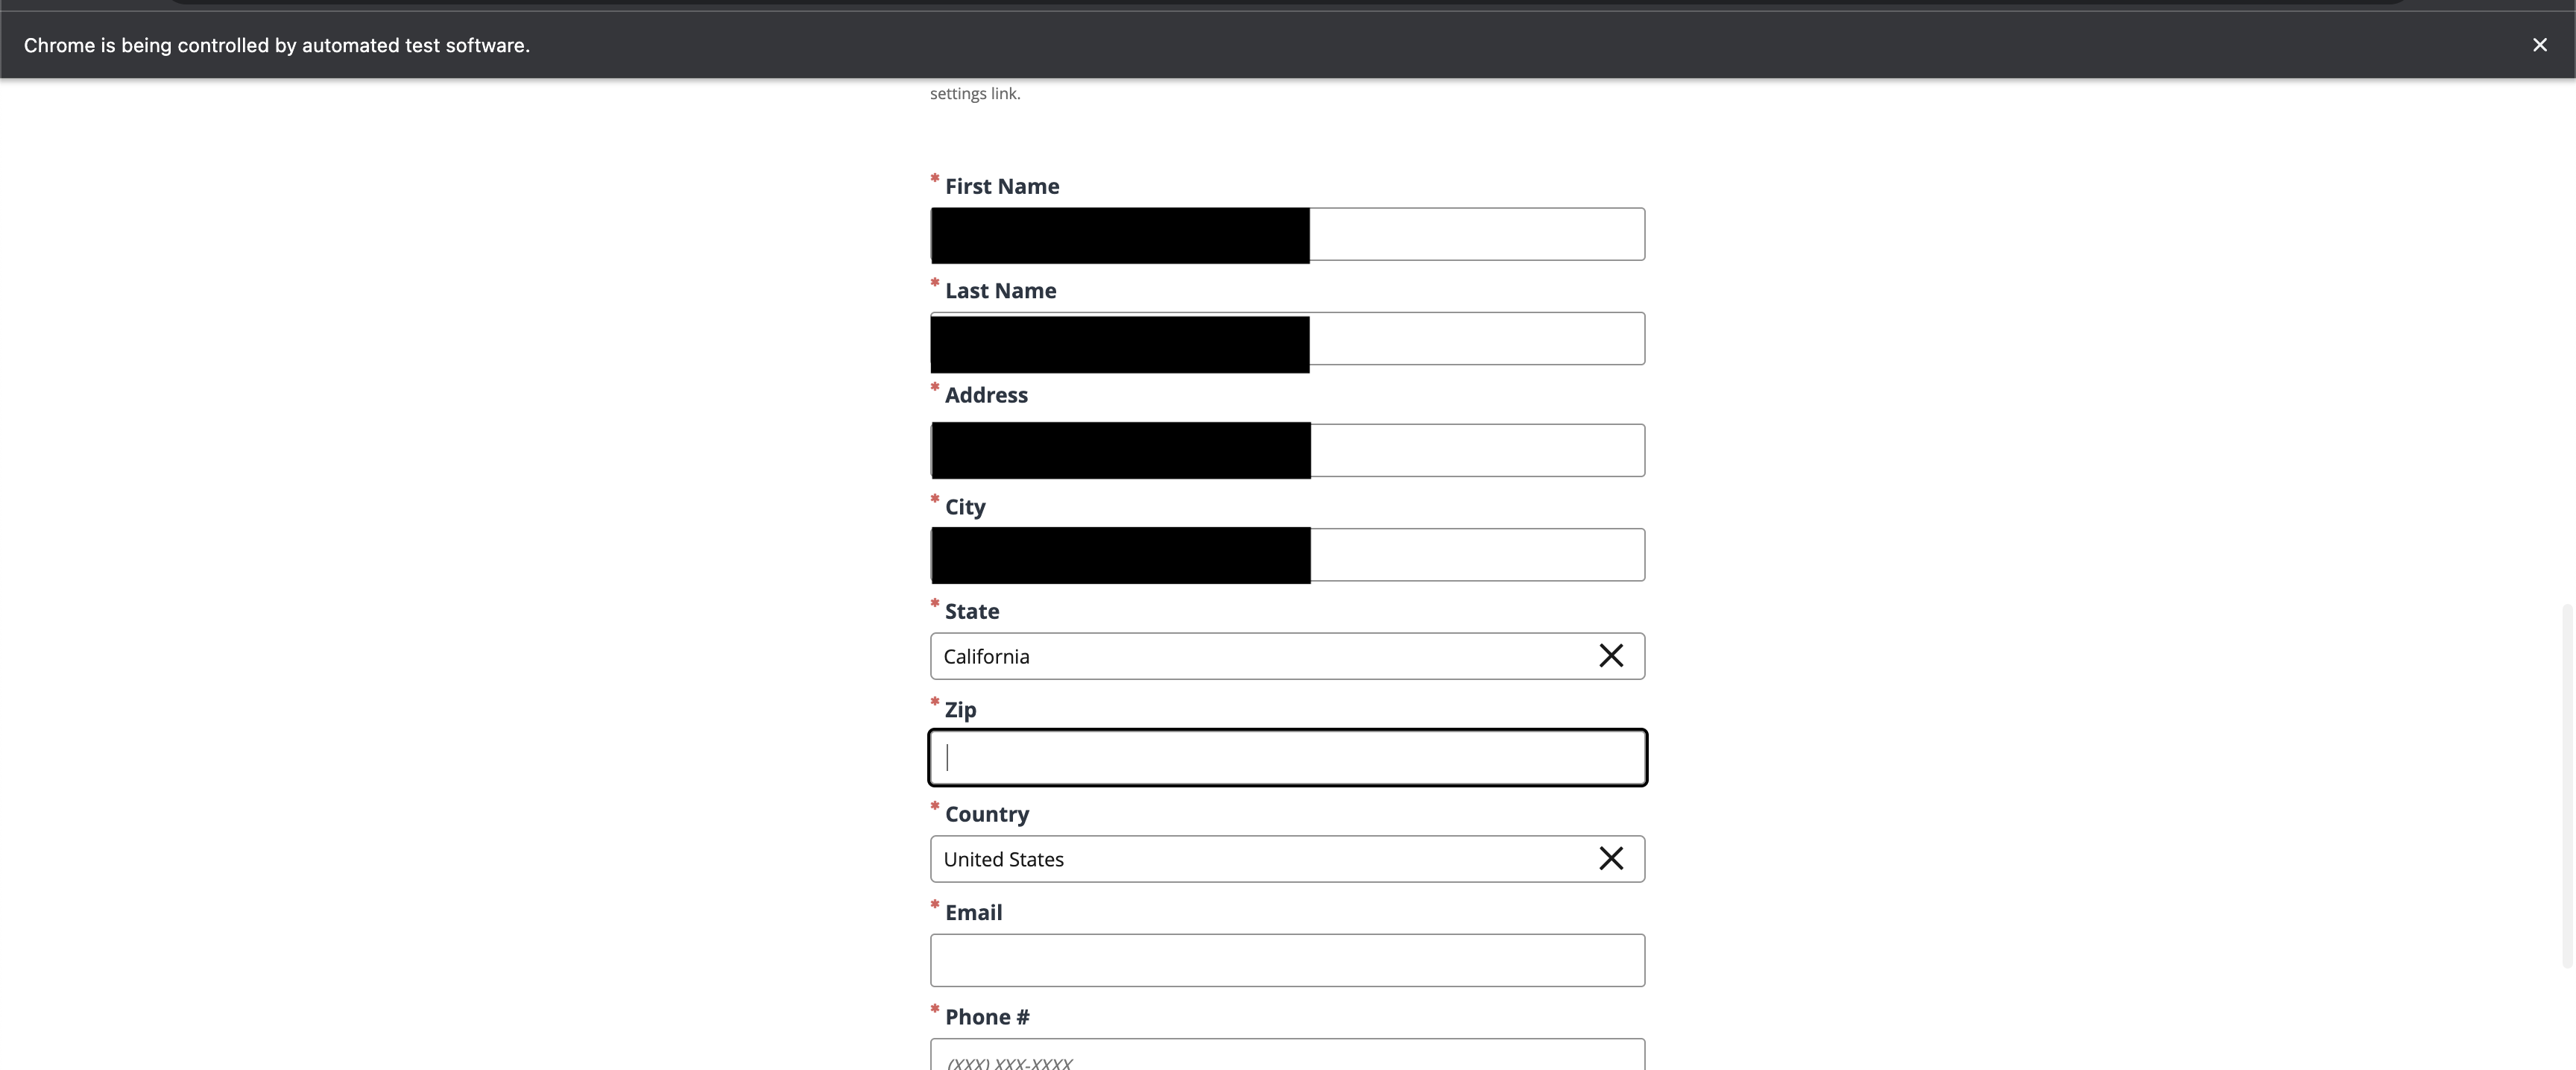 Chrome is being controlled by automated test software.
settings link.
* First Name
* Last Name
* Address
* City
* State
California
* Zip
* Country
United States
* Email
* Phone #
(XXX) XXX-XXXX